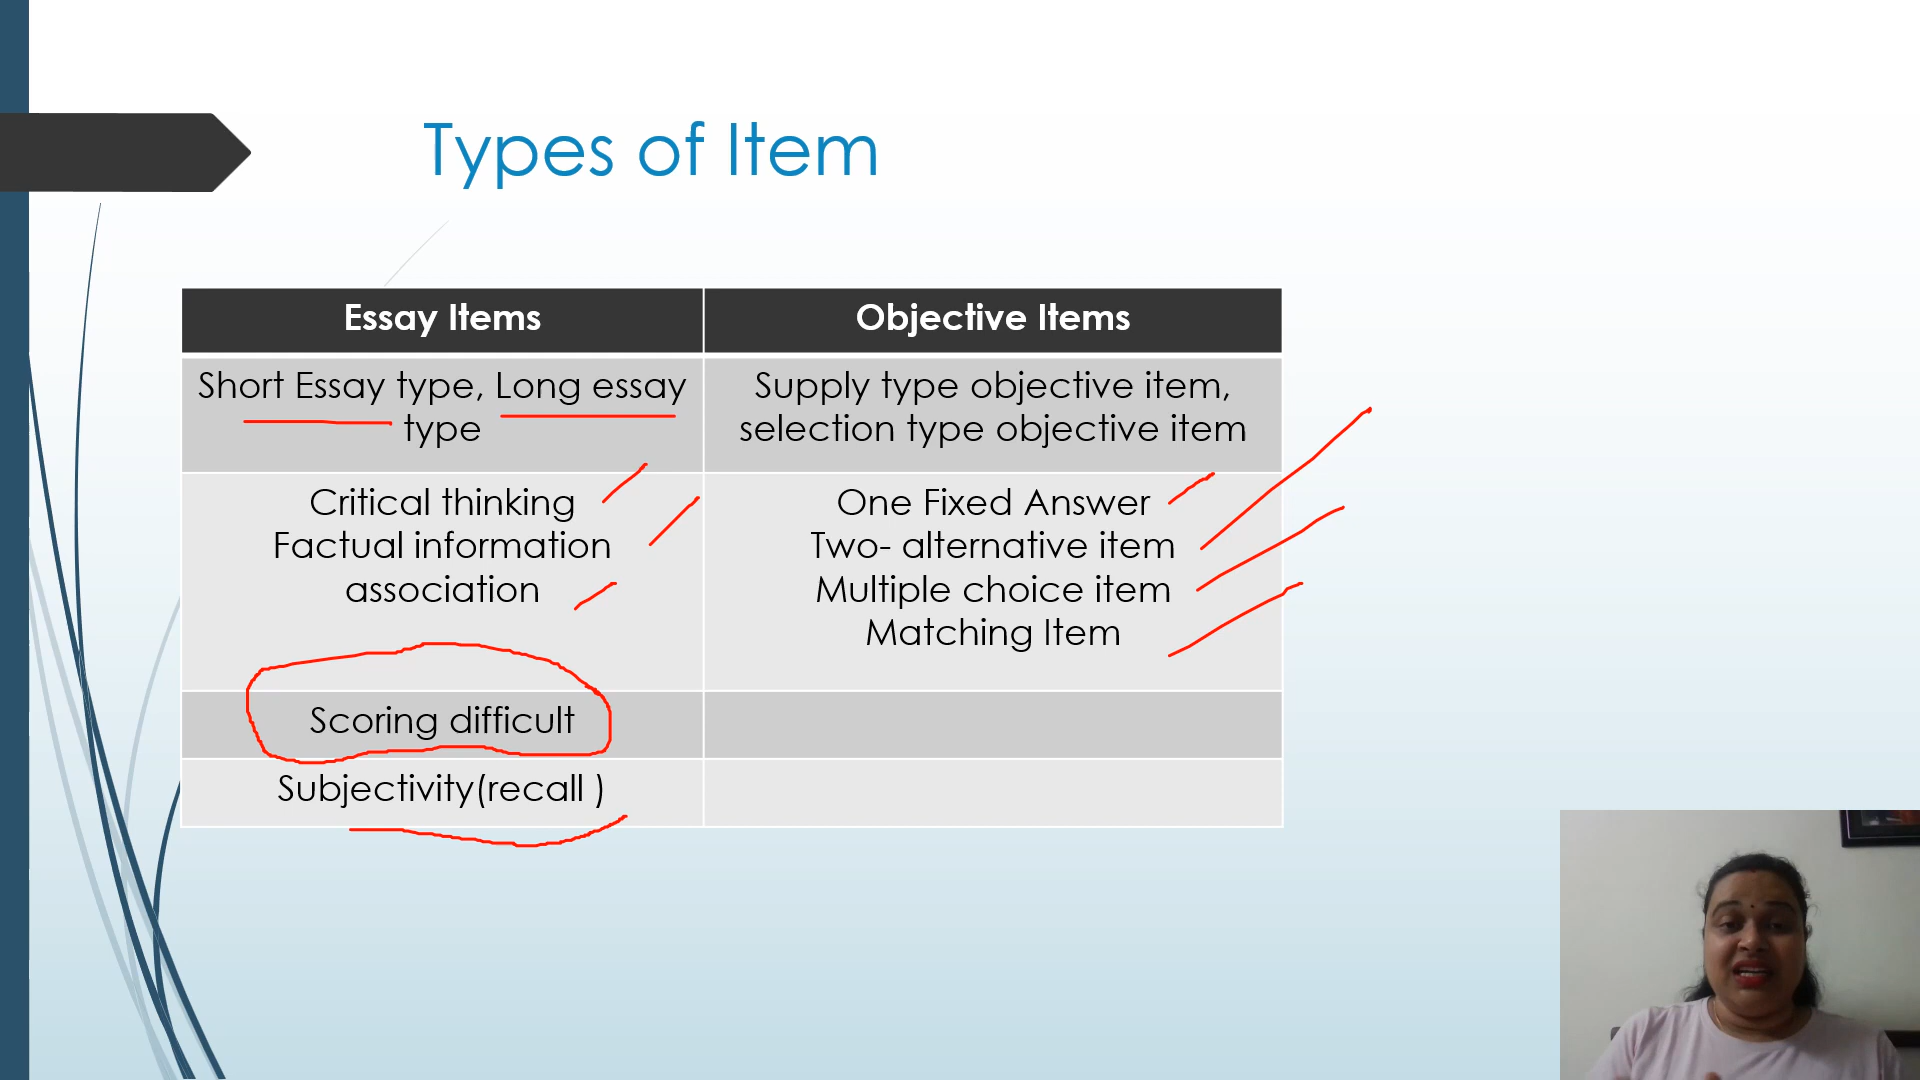 Types of Item
Essay Items
Objective Items
Short Essay type, Long essay
type
Supply type objective item,
selection type objective item
Critical thinking
Factual information
association
One Fixed Answer
Two- alternative item
Multiple choice item
Matching Item
Scoring difficult
Subjectivity(recall )